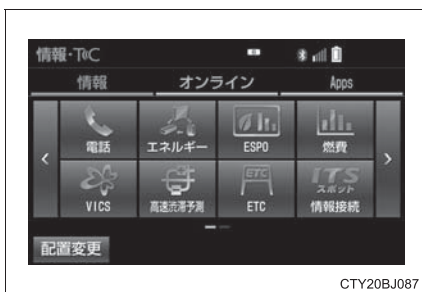 情報・T@C
情報 オンライン Apps
電話 エネルギー ESPO 燃費
VICS 高速渋滞予測 ETC ETC ITS スポット 情報接続
配置変更
CTY20BJ087